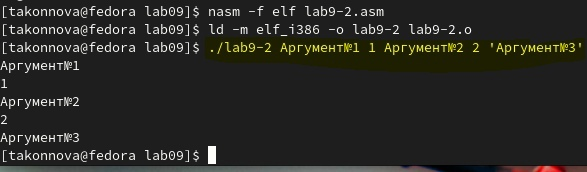 [takonnova@fedora lab09]$ nasm -f elf lab9-2.asm
[takonnova@fedora lab09]$ ld -m elf_i386 -o lab9-2 lab9-2.o
[takonnova@fedora lab09]$ ./lab9-2 Аргумент№1 1 Аргумент№2 2 'Аргумент№3'
Аргумент№1
1
Аргумент№2
2
Аргумент№3
[takonnova@fedora lab09]$